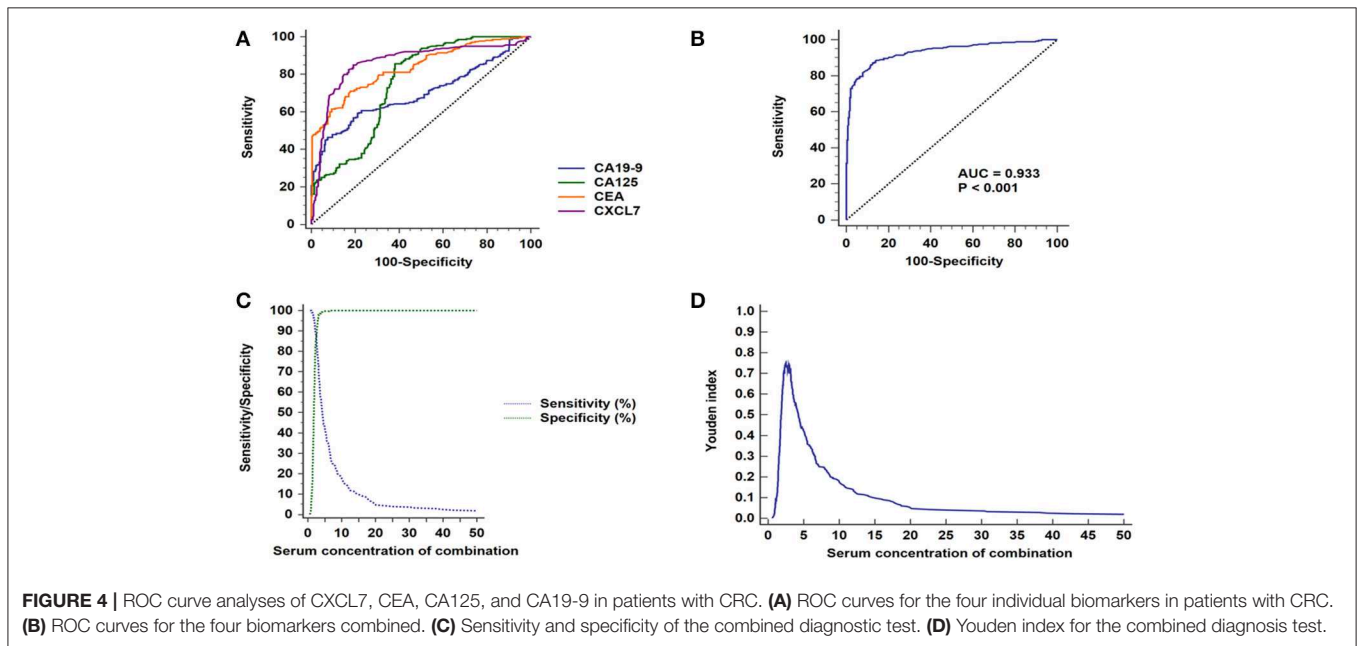 A
100
80
60
40
20
0
Sensitivity
0 20 40 60 80 100
100-Specificity
CA19-9
CA125
CEA
CXCL7
B
100
80
60
40
20
0
Sensitivity
AUC = 0.933
P < 0.001
0 20 40 60 80 100
100-Specificity
C
100
90
80
70
60
50
40
30
20
10
0
Sensitivity/Specificity
0 10 20 30 40 50
Serum concentration of combination
Sensitivity (%)
Specificity (%)
D
1.0
0.9
0.8
0.7
0.6
0.5
0.4
0.3
0.2
0.1
0.0
Youden index
0 5 10 15 20 25 30 35 40 45 50
Serum concentration of combination
FIGURE 4 | ROC curve analyses of CXCL7, CEA, CA125, and CA19-9 in patients with CRC. (A) ROC curves for the four individual biomarkers in patients with CRC.
(B) ROC curves for the four biomarkers combined. (C) Sensitivity and specificity of the combined diagnostic test. (D) Youden index for the combined diagnosis test.